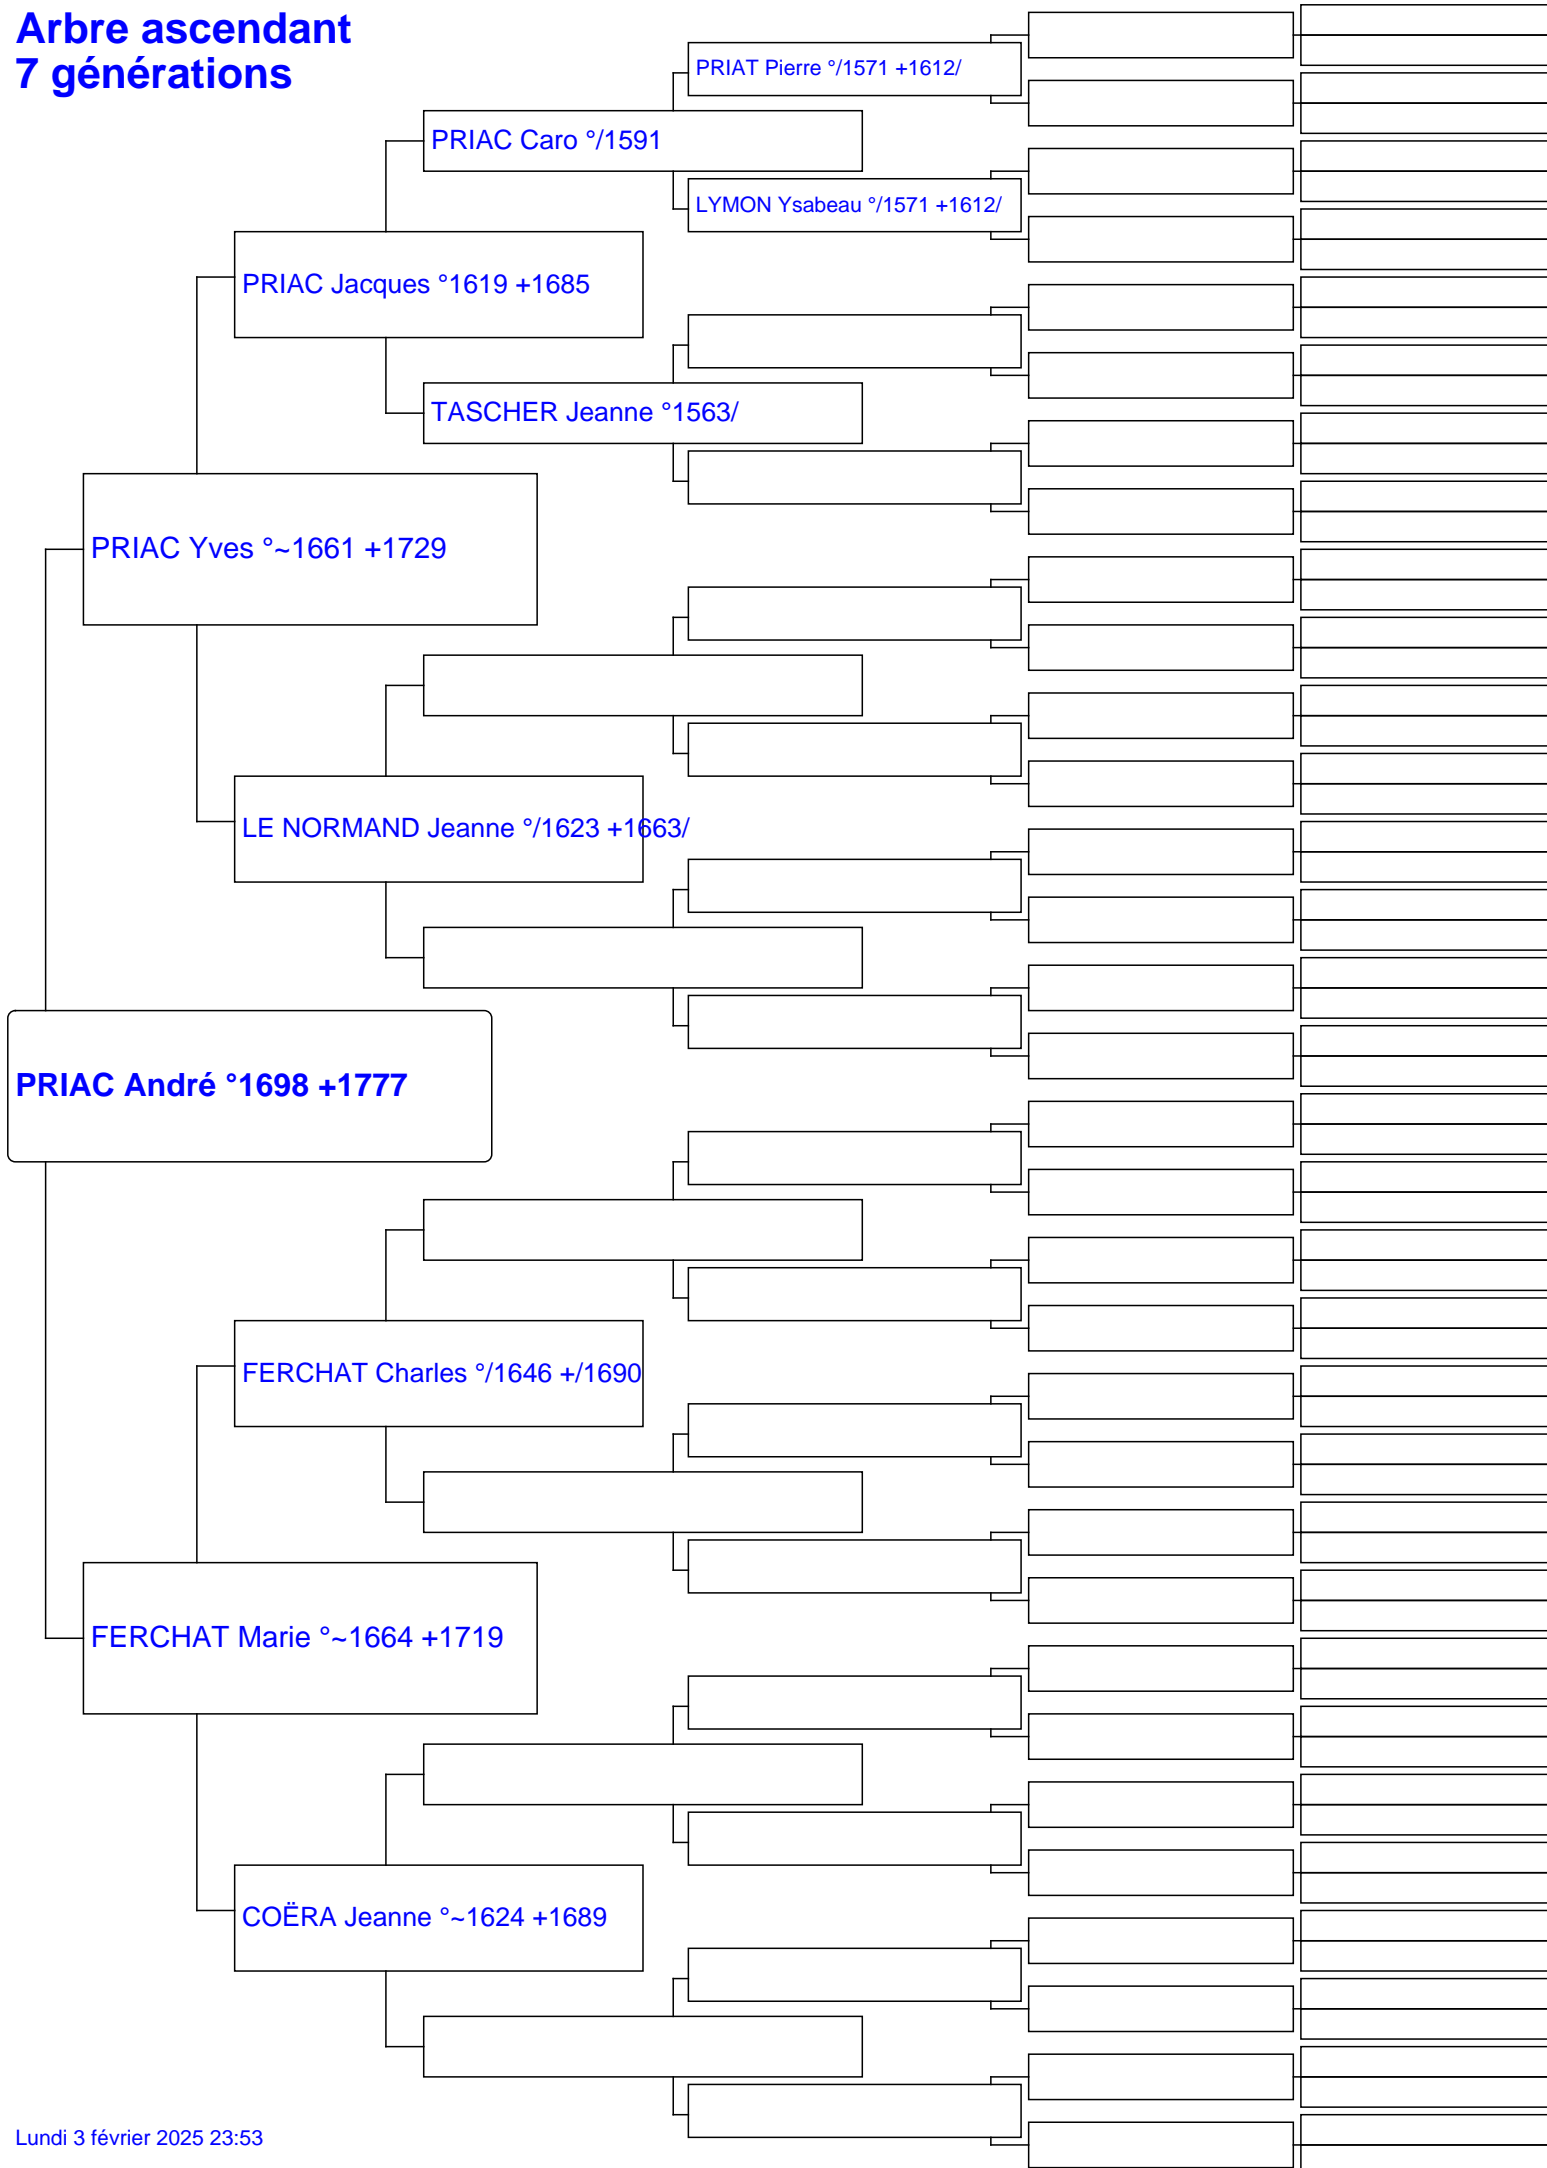 Arbre ascendant
7 générations
PRIAT Pierre °/1571 +1612/
PRIAC Caro °/1591
LYMON Ysabeau °/1571 +1612/
PRIAC Jacques °1619 +1685
TASCHER Jeanne °1563/
PRIAC Yves °~1661 +1729
LE NORMAND Jeanne °/1623 +1663/
PRIAC André °1698 +1777
FERCHAT Charles °/1646 +/1690
FERCHAT Marie °~1664 +1719
COËRA Jeanne °~1624 +1689
Lundi 3 février 2025 23:53